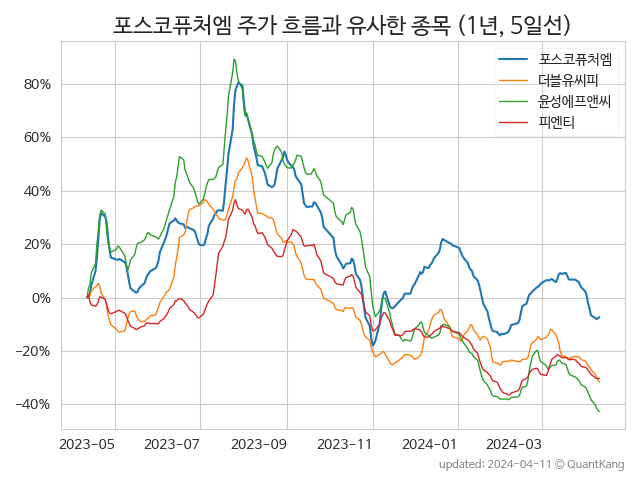 포스코퓨처엠 주가 흐름과 유사한 종목 (1년, 5일선)
포스코퓨처엠
더블유씨피
윤성에프앤씨
피엔티
80%
60%
40%
20%
0%
−20%
−40%
2023-05 2023-07 2023-09 2023-11 2024-01 2024-03
updated: 2024-04-11 © QuantKang